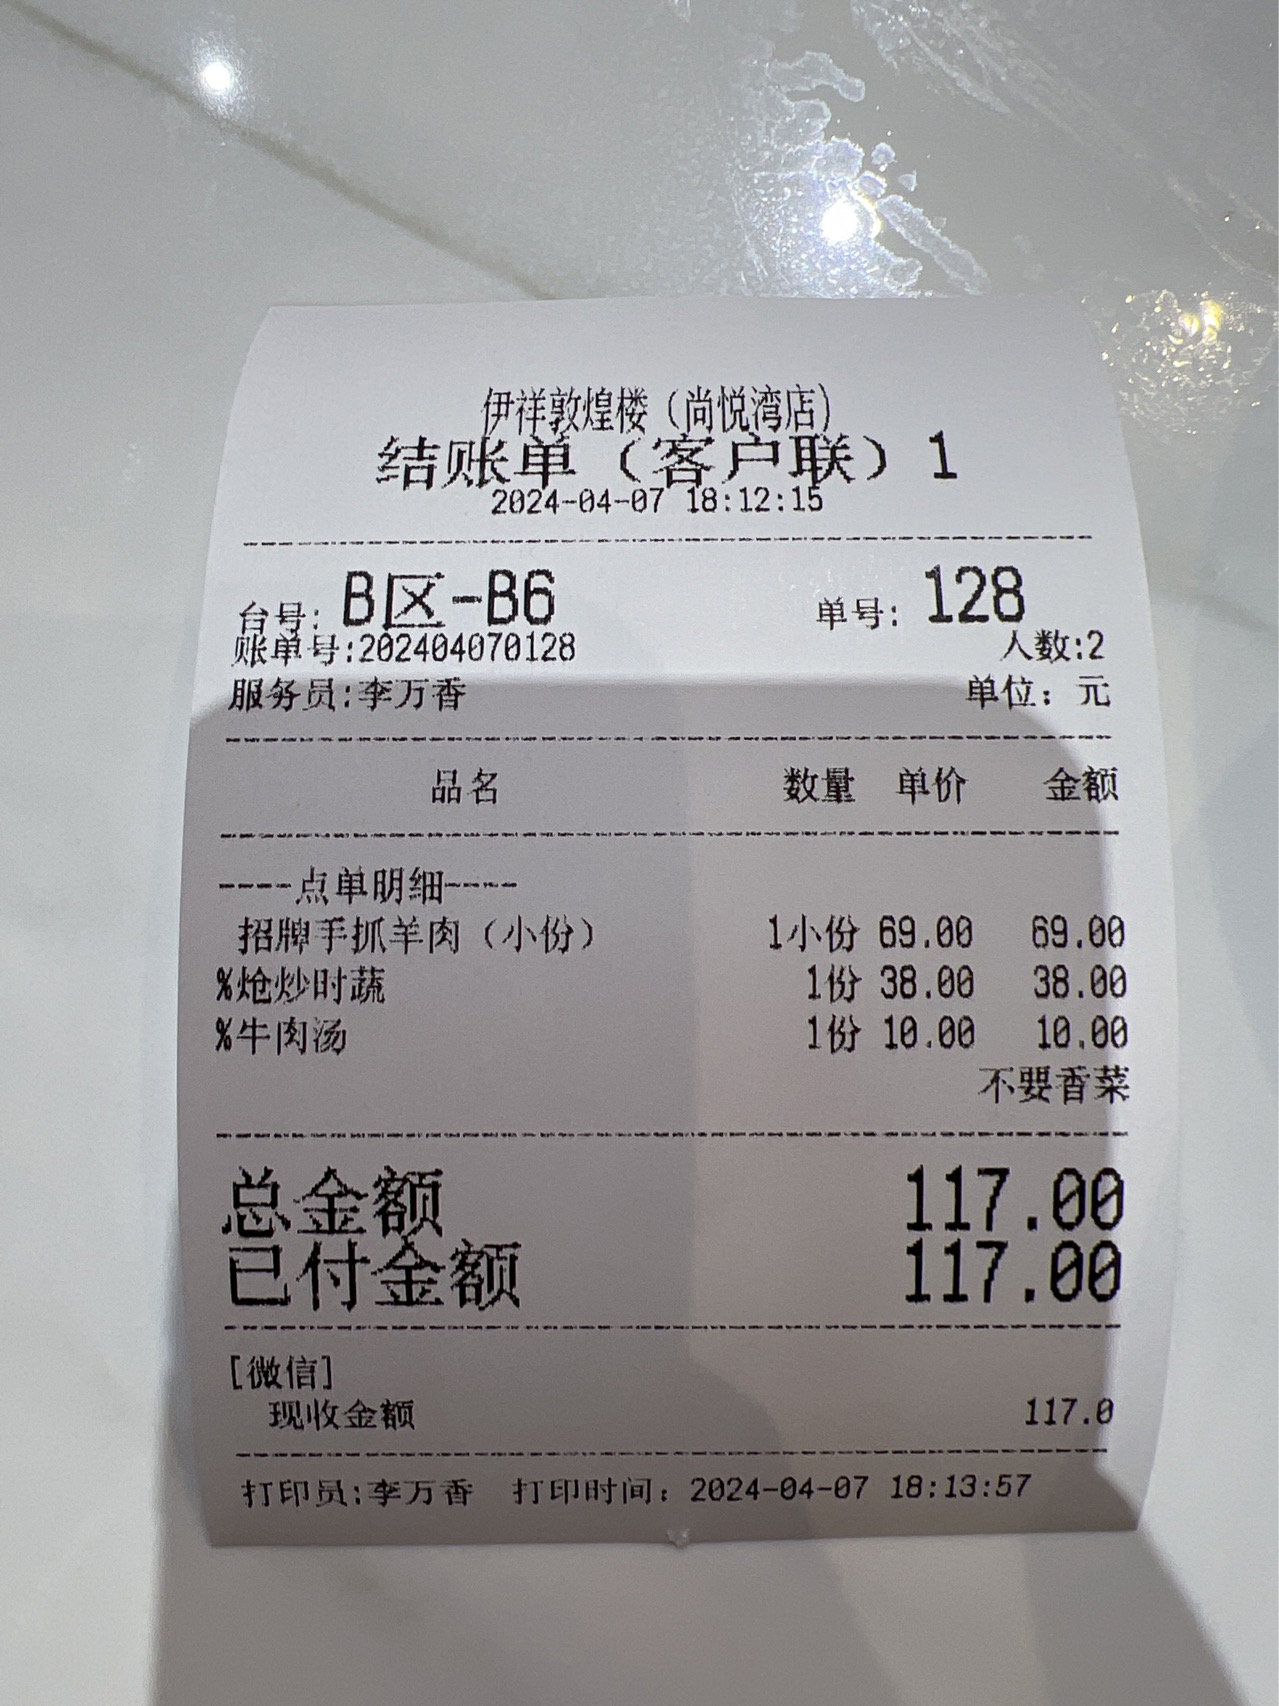 伊祥敦煌楼（尚悦湾店）
结账单（客户联）1
2024-04-07 18:12:15
台号: B区-B6 单号: 128
账单号:202404070128 人数:2
服务员:李万香 单位: 元
品名 数量 单价 金额
----点单明细----
招牌手抓羊肉（小份） 1小份 69.00 69.00
%炝炒时蔬 1份 38.00 38.00
%牛肉汤 1份 10.00 10.00
不要香菜
总金额 117.00
已付金额 117.00
[微信]
现收金额 117.0
打印员:李万香 打印时间: 2024-04-07 18:13:57